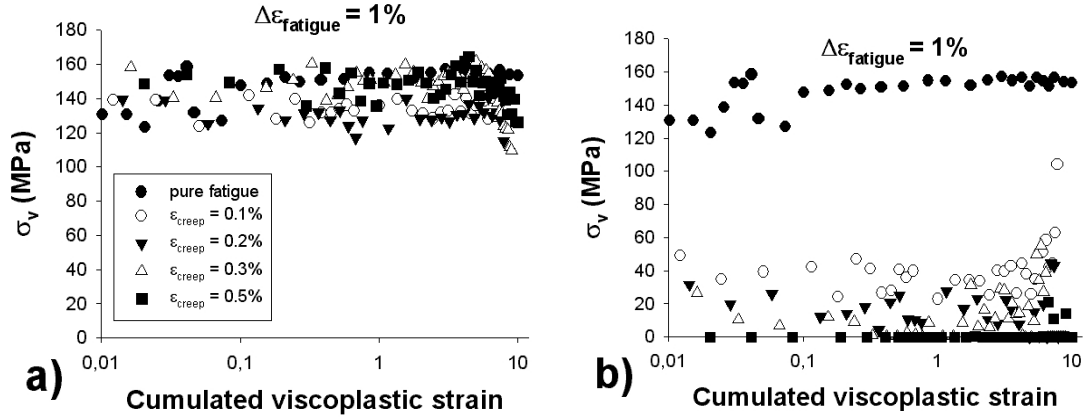 Δε_fatigue = 1%
180
160
140
120
100
80
60
40
20
0
σ_v (MPa)
pure fatigue
ε_creep = 0.1%
ε_creep = 0.2%
ε_creep = 0.3%
ε_creep = 0.5%
0,01
0,1
1
10
a)
Cumulated viscoplastic strain
Δε_fatigue = 1%
180
160
140
120
100
80
60
40
20
0
σ_v (MPa)
0,01
0,1
1
10
b)
Cumulated viscoplastic strain